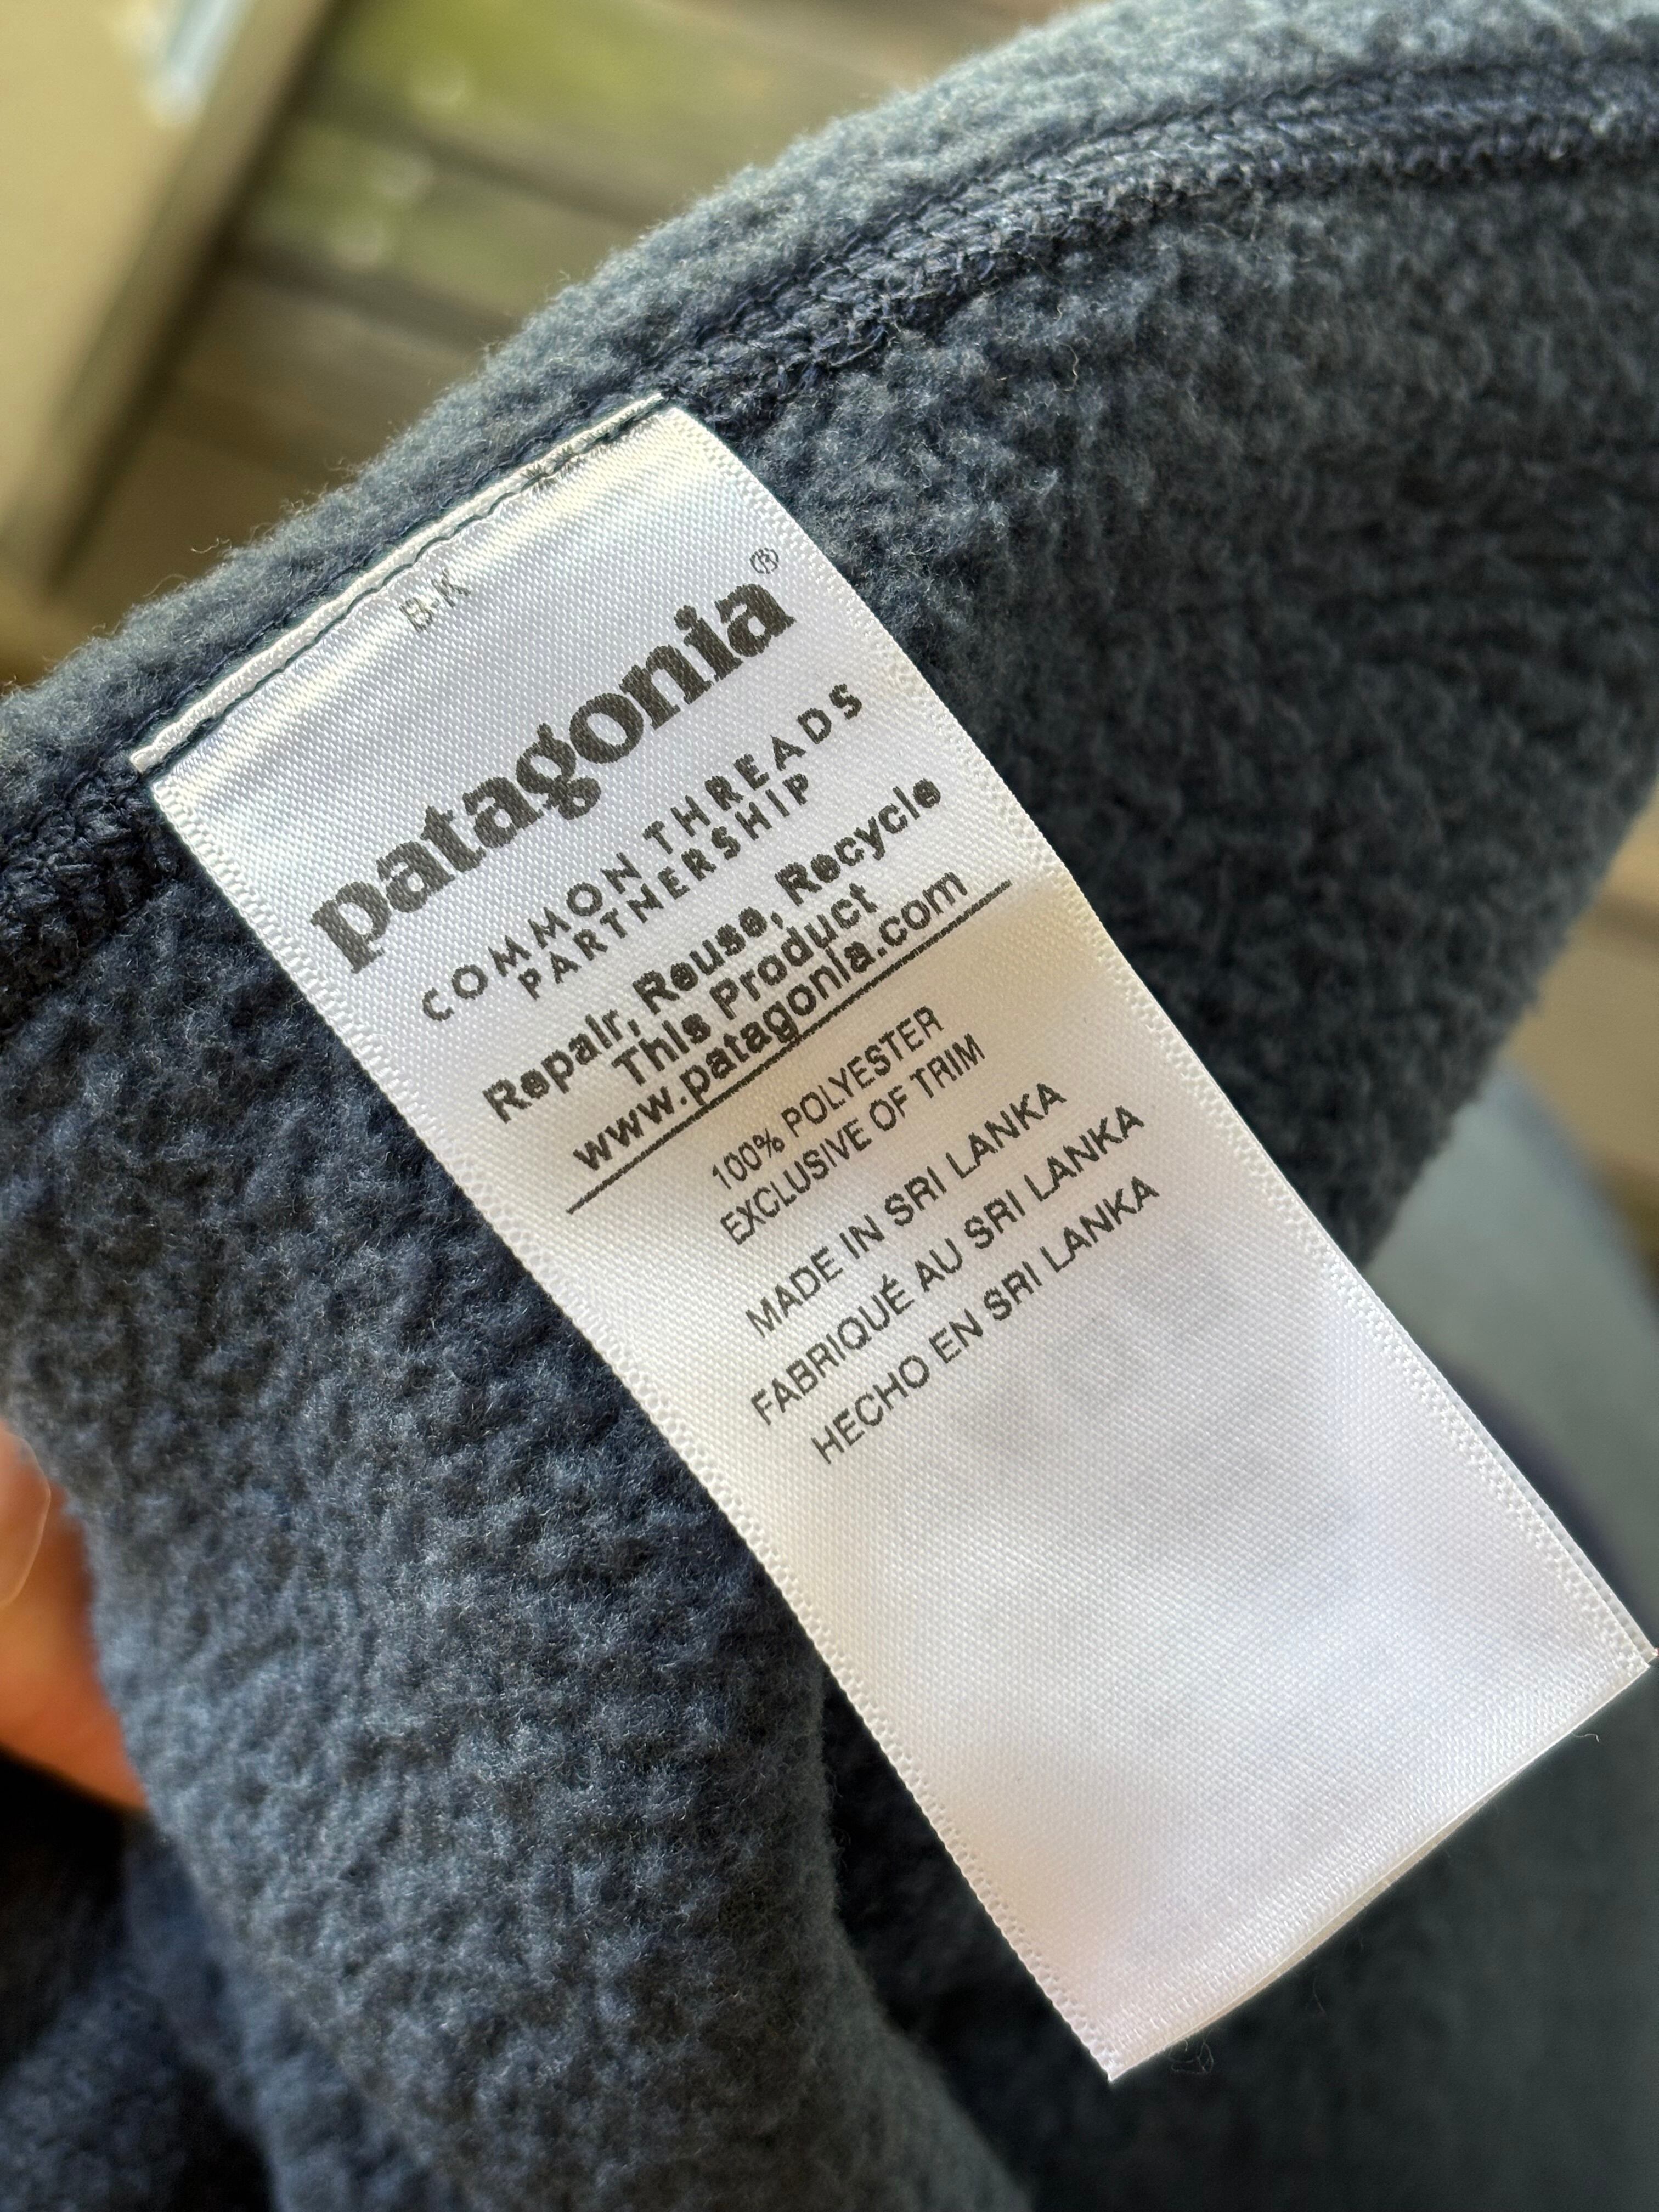 B-K
patagonia®
COMMON THREADS
PARTNERSHIP
Repair, Reuse, Recycle
This Product
www.patagonia.com
100% POLYESTER
EXCLUSIVE OF TRIM
MADE IN SRI LANKA
FABRIQUÉ AU SRI LANKA
HECHO EN SRI LANKA